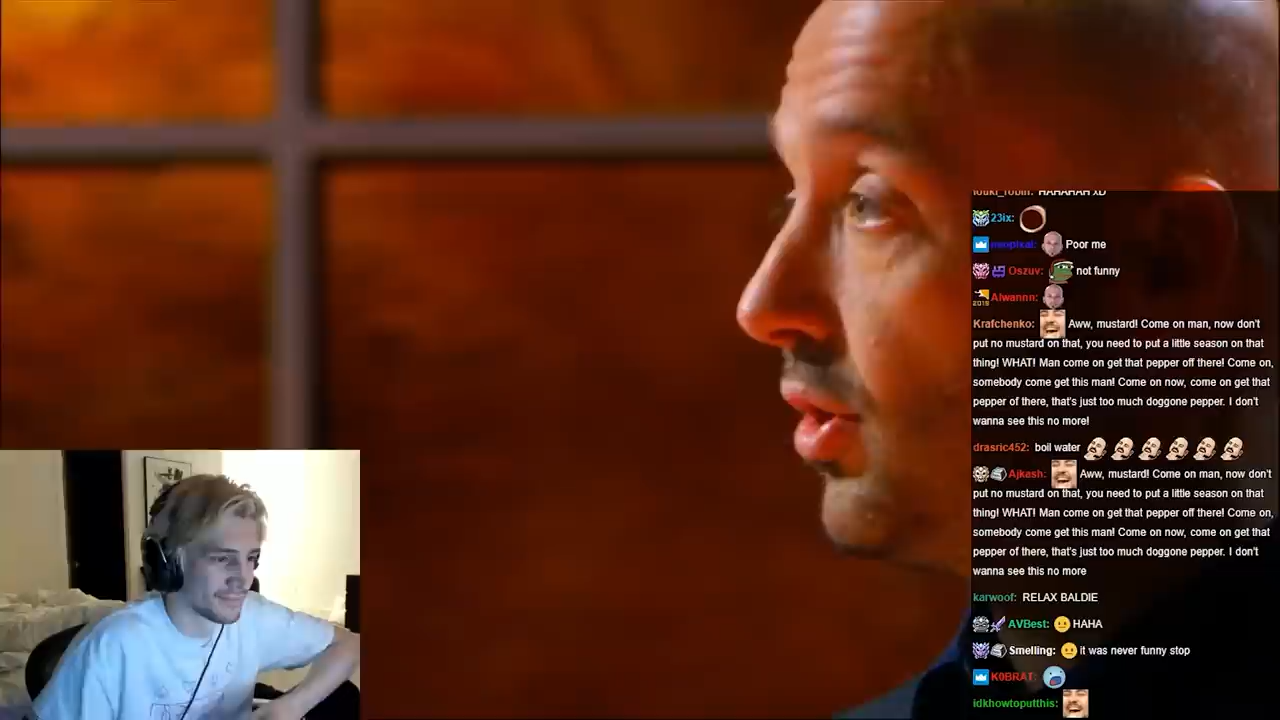 HAHAHAH XD
23ix:
Poor me
Oszuv: not funny
Alwannn:
Krafchenko: Aww, mustard! Come on man, now don't
put no mustard on that, you need to put a little season on that
thing! WHAT! Man come on get that pepper off there! Come on,
somebody come get this man! Come on now, come on get that
pepper of there, that's just too much doggone pepper. I don't
wanna see this no more!
drasric452: boil water
Ajkash: Aww, mustard! Come on man, now don't
put no mustard on that, you need to put a little season on that
thing! WHAT! Man come on get that pepper off there! Come on,
somebody come get this man! Come on now, come on get that
pepper of there, that's just too much doggone pepper. I don't
wanna see this no more
karwoof: RELAX BALDIE
AVBest: HAHA
Smelling: it was never funny stop
K0BRAT:
idkhowtoputthis: